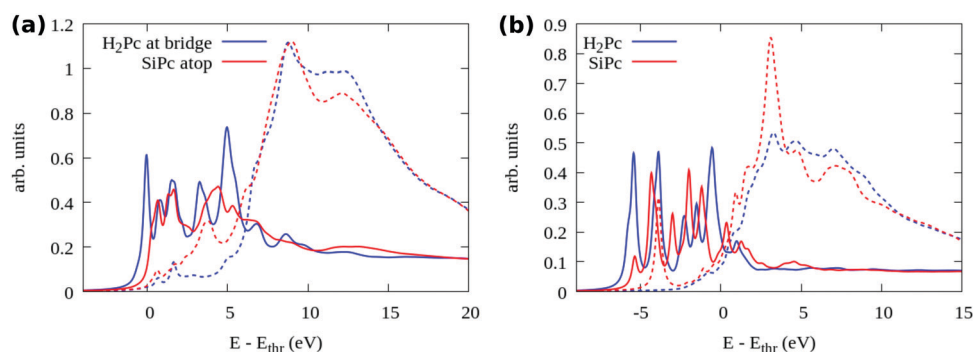 (a)
H₂Pc at bridge
SiPc atop
arb. units
1.2
1
0.8
0.6
0.4
0.2
0
0
5
10
15
20
E - E_thr (eV)
(b)
H₂Pc
SiPc
arb. units
0.9
0.8
0.7
0.6
0.5
0.4
0.3
0.2
0.1
0
-5
0
5
10
15
E - E_thr (eV)